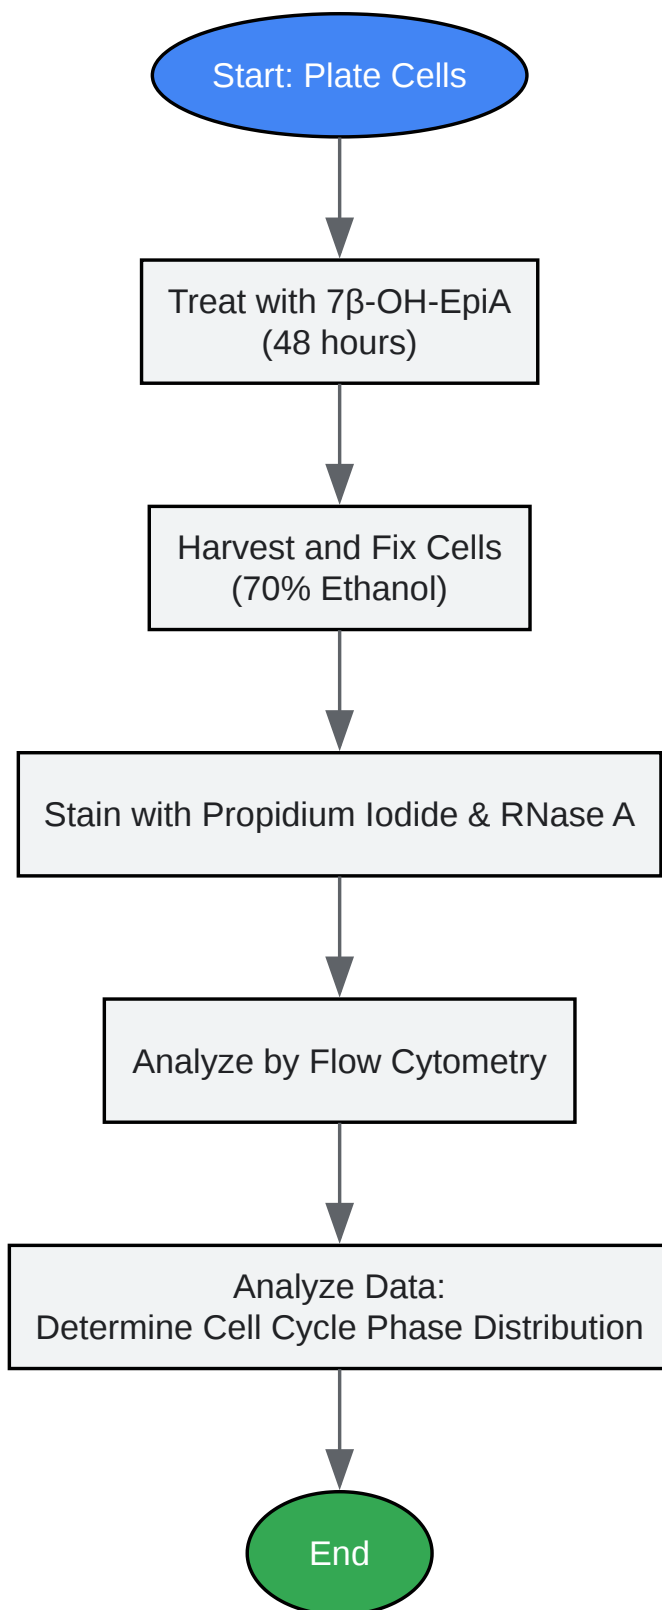 Start: Plate Cells
Treat with 7β-OH-EpiA
(48 hours)
Harvest and Fix Cells
(70% Ethanol)
Stain with Propidium Iodide & RNase A
Analyze by Flow Cytometry
Analyze Data:
Determine Cell Cycle Phase Distribution
End